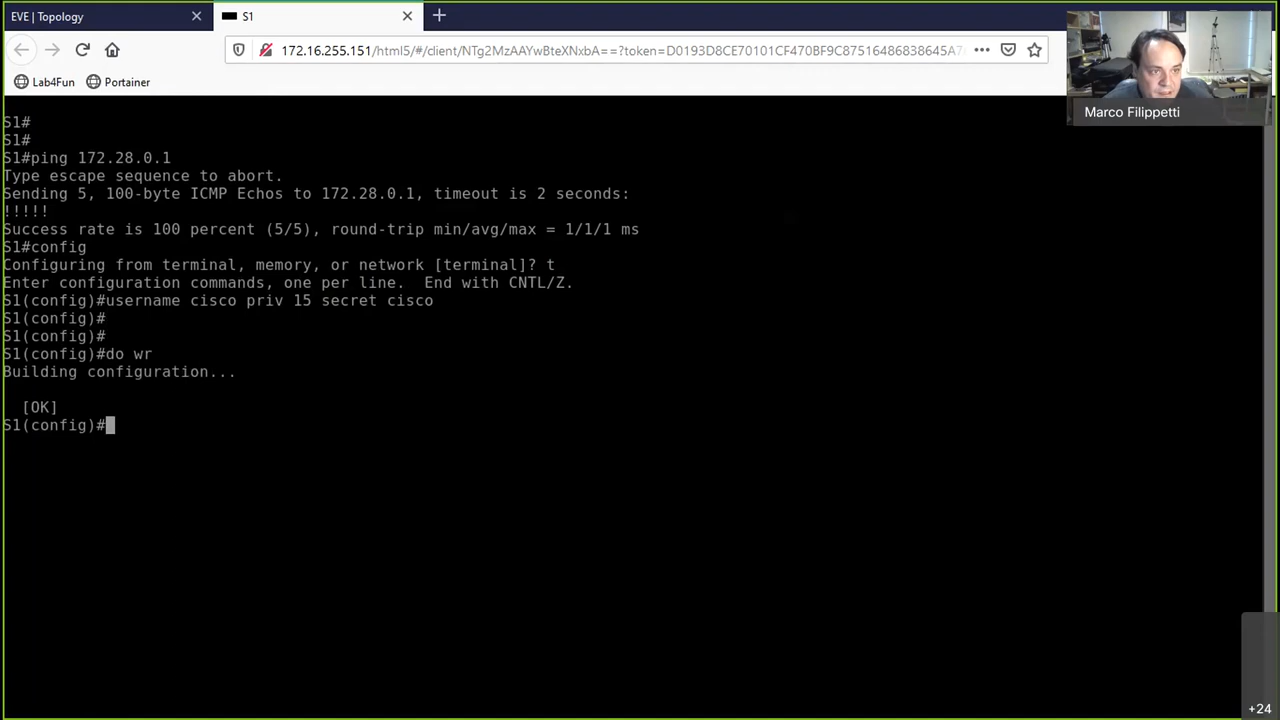 EVE | Topology
S1
172.16.255.151/html5/#/client/NTg2MzAAYwBteXNxbA==?token=D0193D8CE70101CF470BF9C87516486838645A7
Lab4Fun
Portainer
Marco Filippetti
S1#
S1#
S1#ping 172.28.0.1
Type escape sequence to abort.
Sending 5, 100-byte ICMP Echos to 172.28.0.1, timeout is 2 seconds:
!!!!!
Success rate is 100 percent (5/5), round-trip min/avg/max = 1/1/1 ms
S1#config
Configuring from terminal, memory, or network [terminal]? t
Enter configuration commands, one per line.  End with CNTL/Z.
S1(config)#username cisco priv 15 secret cisco
S1(config)#
S1(config)#
S1(config)#do wr
Building configuration...
[OK]
S1(config)#
+24